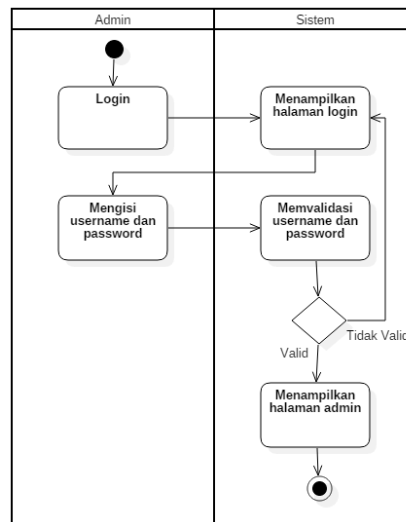 Admin
Sistem
Login
Menampilkan
halaman login
Mengisi
username dan
password
Memvalidasi
username dan
password
Tidak Valid
Valid
Menampilkan
halaman admin